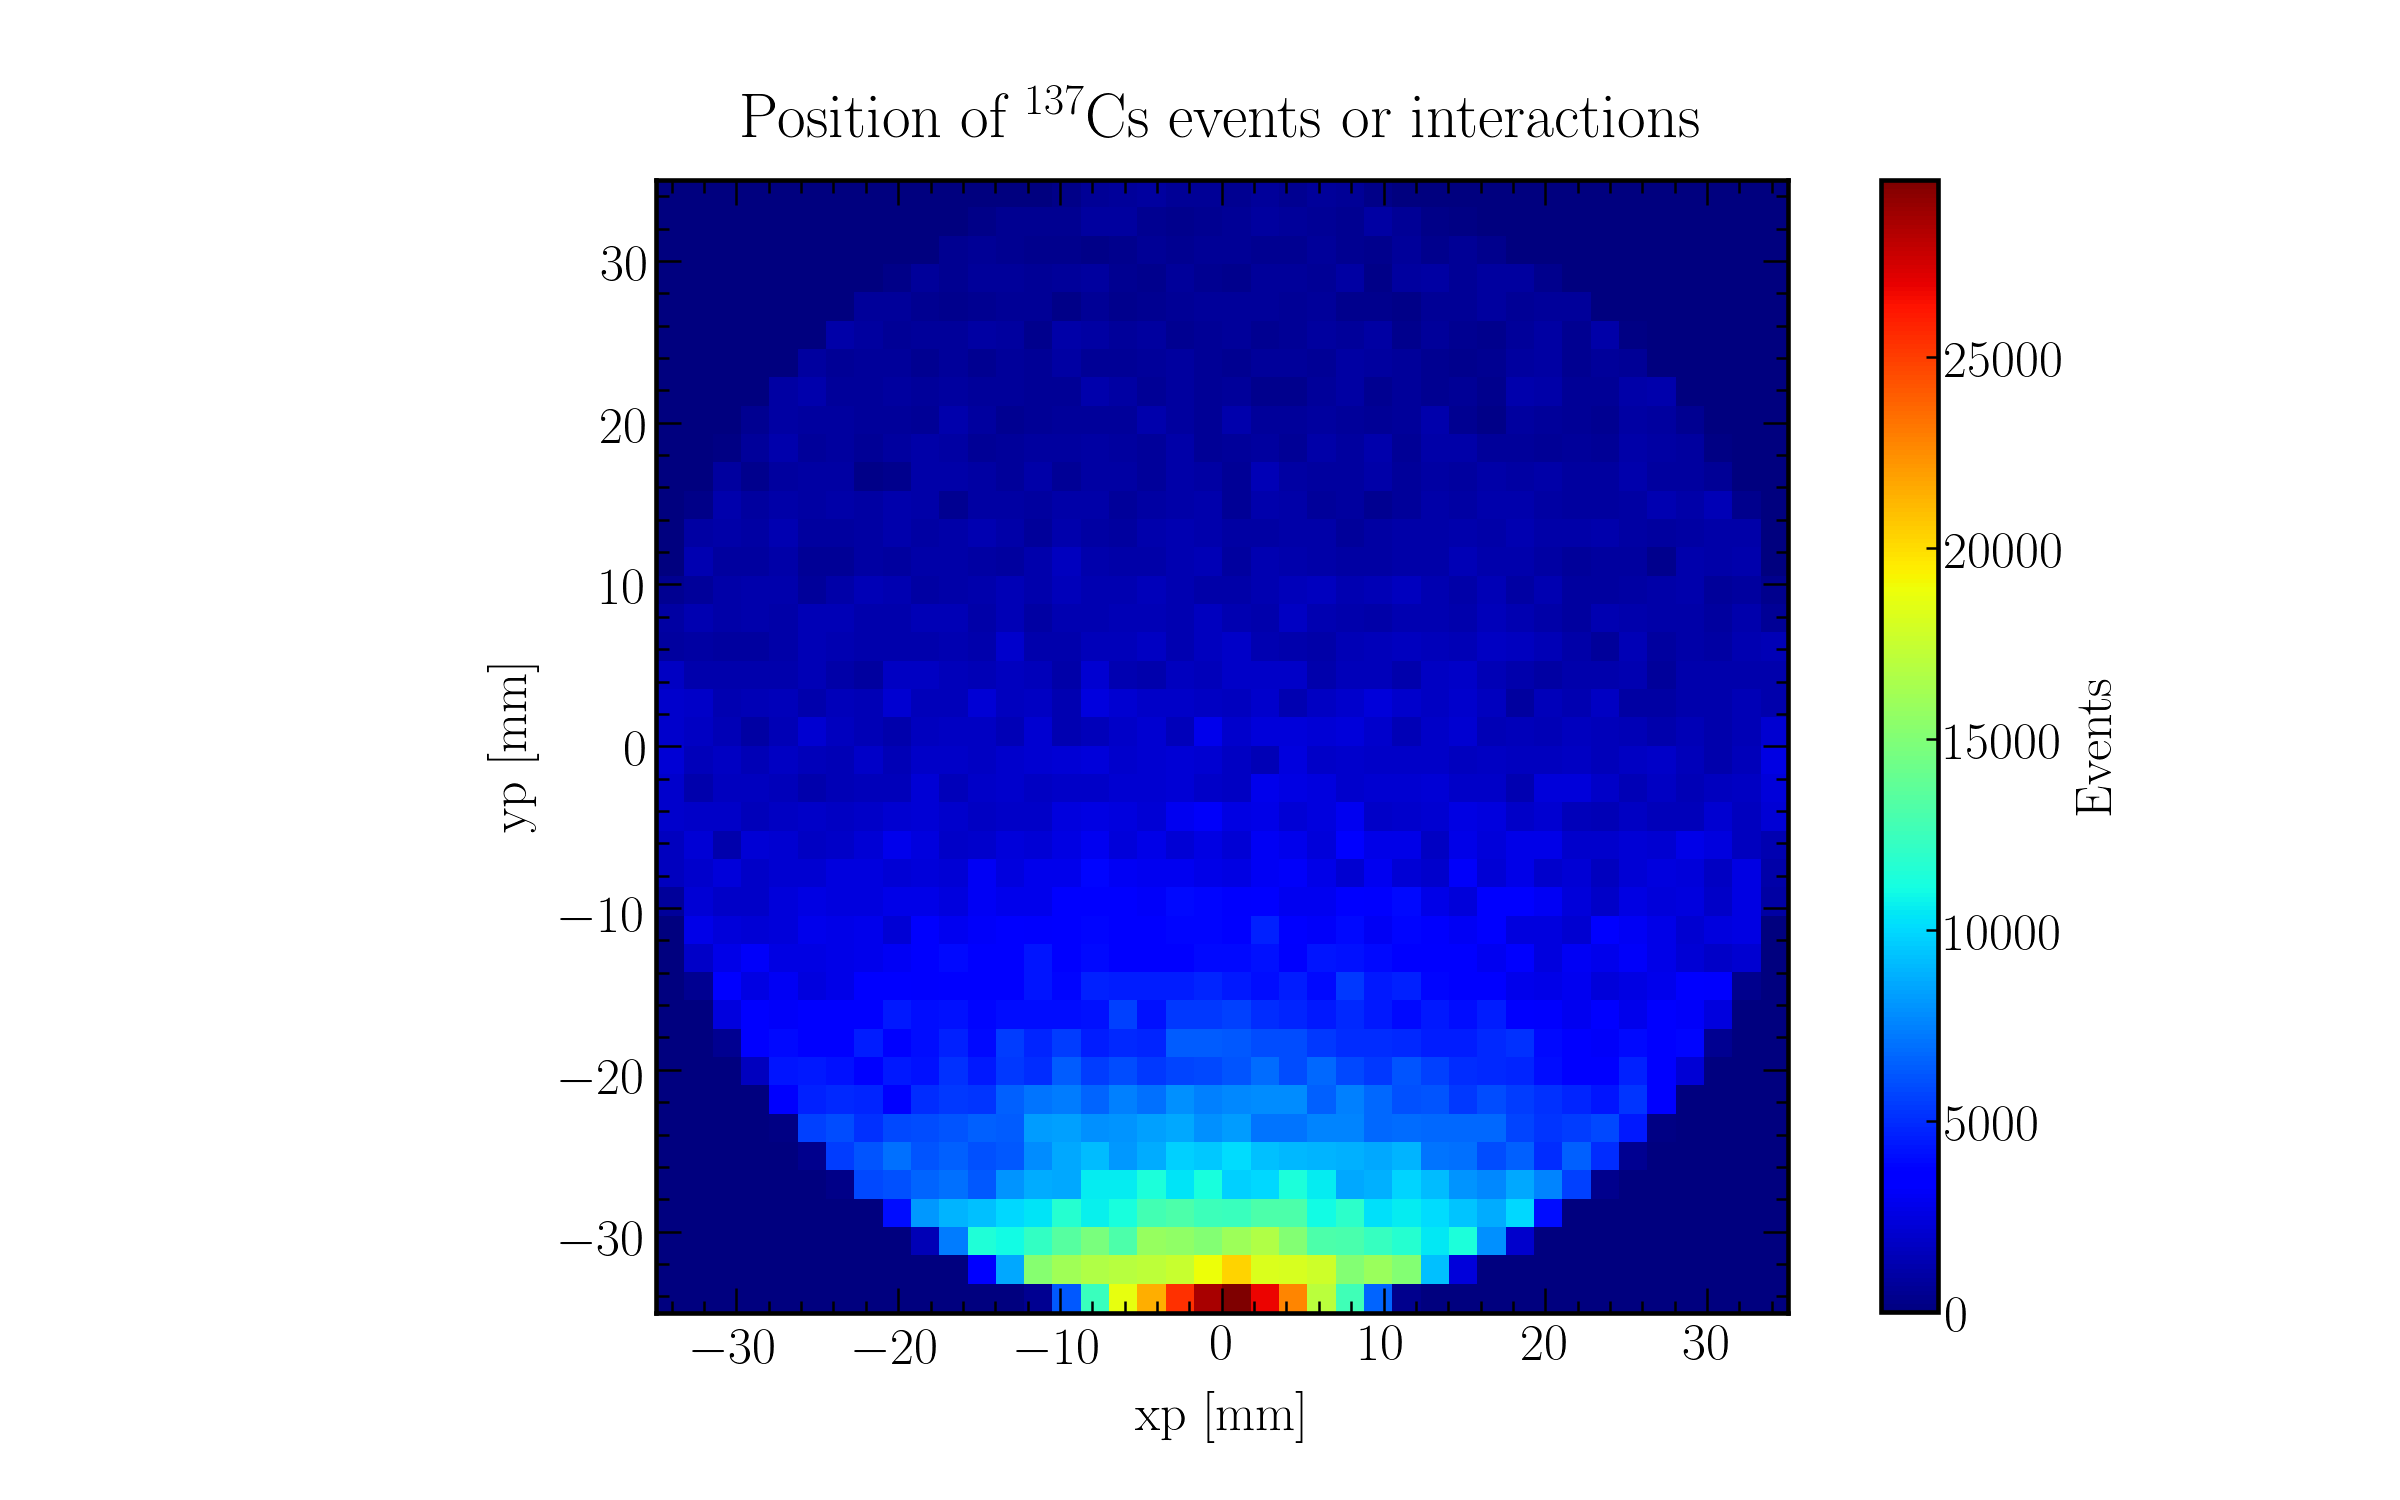 Position of ¹³⁷Cs events or interactions
30
20
10
0
−10
−20
−30
yp [mm]
−30 −20 −10 0 10 20 30
xp [mm]
25000
20000
15000
10000
5000
0
Events